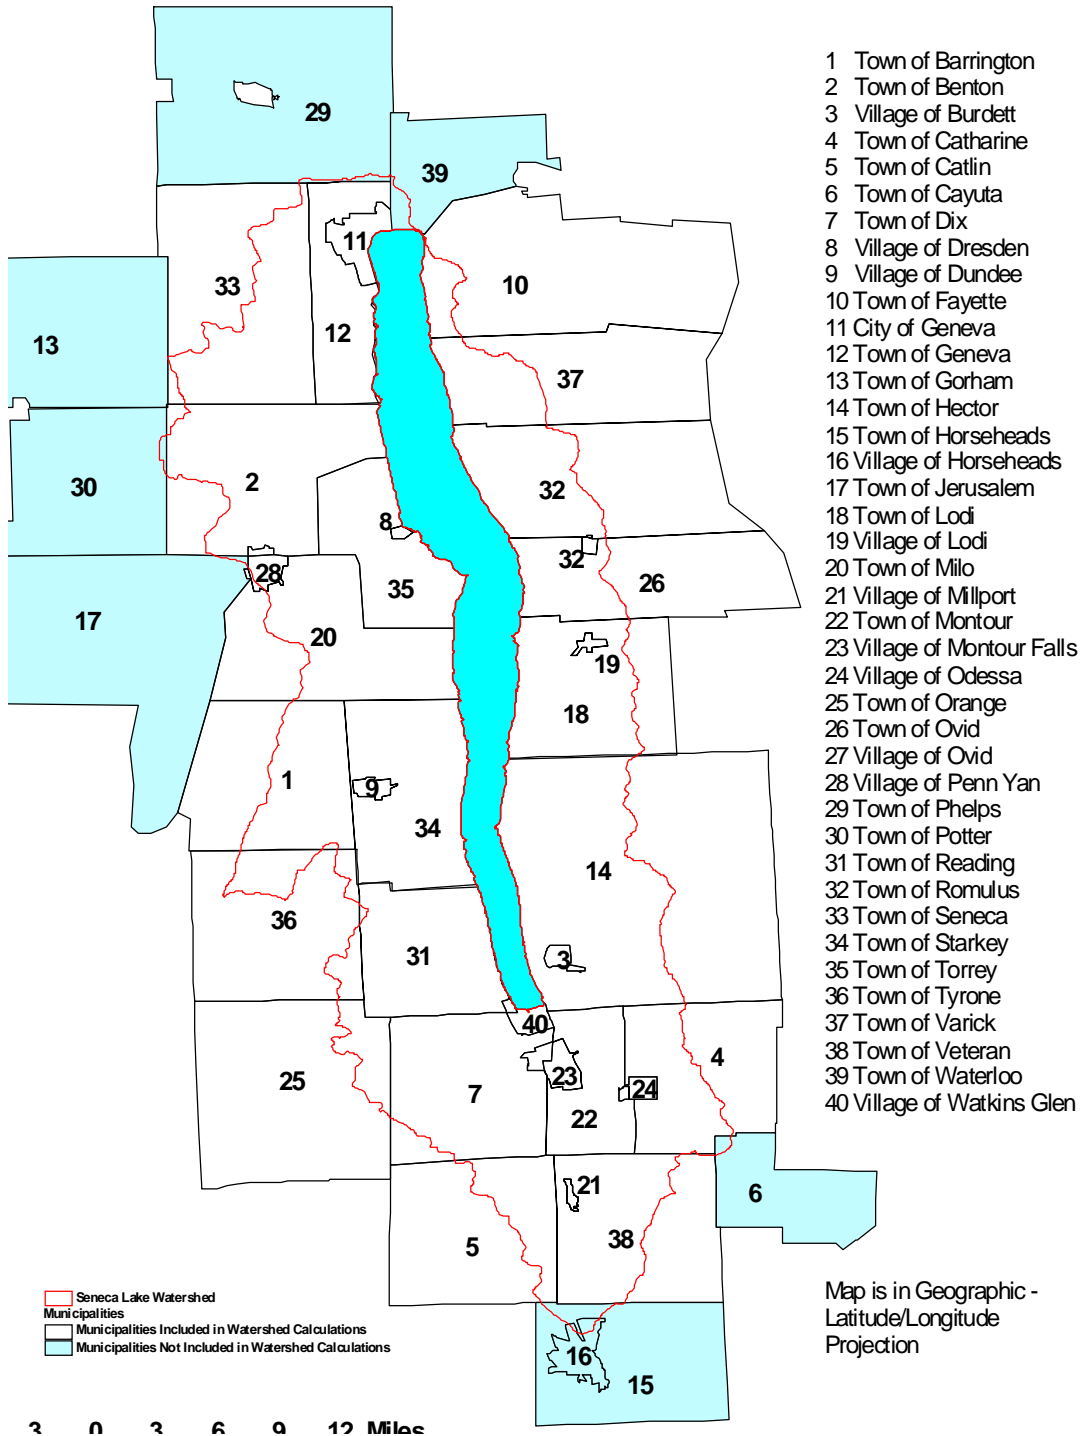 29
39
11
33
10
12
13
37
2
30
32
8
32
28
26
35
17
20
19
18
1
9
34
14
36
31
3
40
4
23
25
24
7
22
21
6
5
38
16
15
1 Town of Barrington
2 Town of Benton
3 Village of Burdett
4 Town of Catharine
5 Town of Catlin
6 Town of Cayuta
7 Town of Dix
8 Village of Dresden
9 Village of Dundee
10 Town of Fayette
11 City of Geneva
12 Town of Geneva
13 Town of Gorham
14 Town of Hector
15 Town of Horseheads
16 Village of Horseheads
17 Town of Jerusalem
18 Town of Lodi
19 Village of Lodi
20 Town of Milo
21 Village of Millport
22 Town of Montour
23 Village of Montour Falls
24 Village of Odessa
25 Town of Orange
26 Town of Ovid
27 Village of Ovid
28 Village of Penn Yan
29 Town of Phelps
30 Town of Potter
31 Town of Reading
32 Town of Romulus
33 Town of Seneca
34 Town of Starkey
35 Town of Torrey
36 Town of Tyrone
37 Town of Varick
38 Town of Veteran
39 Town of Waterloo
40 Village of Watkins Glen
Seneca Lake Watershed
Municipalities
Municipalities Included in Watershed Calculations
Municipalities Not Included in Watershed Calculations
Map is in Geographic -
Latitude/Longitude
Projection
3 0 3 6 9 12 Miles